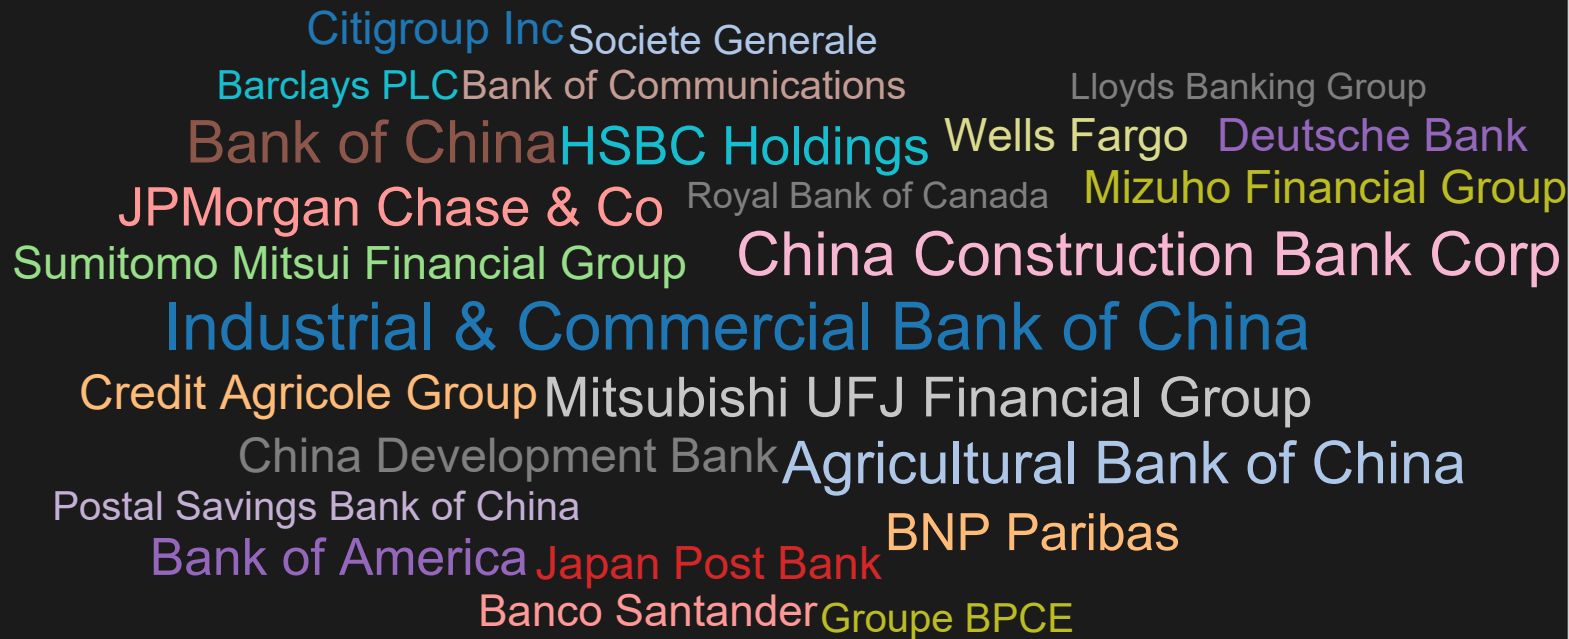 Citigroup Inc Societe Generale
Barclays PLC Bank of Communications Lloyds Banking Group
Bank of China HSBC Holdings Wells Fargo Deutsche Bank
JPMorgan Chase & Co Royal Bank of Canada Mizuho Financial Group
Sumitomo Mitsui Financial Group China Construction Bank Corp
Industrial & Commercial Bank of China
Credit Agricole Group Mitsubishi UFJ Financial Group
China Development Bank Agricultural Bank of China
Postal Savings Bank of China BNP Paribas
Bank of America Japan Post Bank
Banco Santander Groupe BPCE